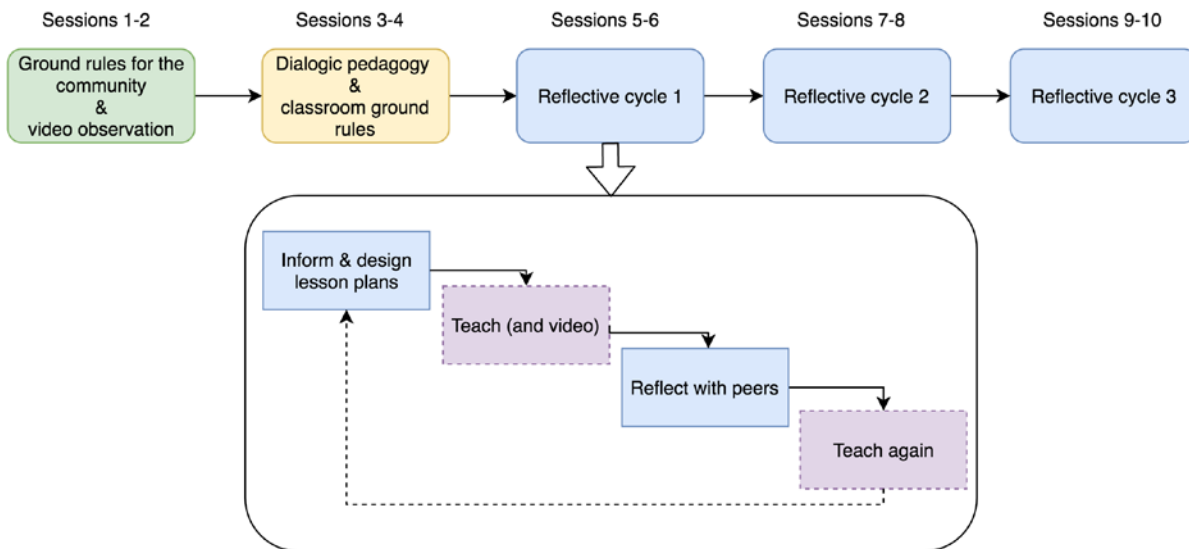 Sessions 1-2
Sessions 3-4
Sessions 5-6
Sessions 7-8
Sessions 9-10
Ground rules for the
community
&
video observation
Dialogic pedagogy
&
classroom ground
rules
Reflective cycle 1
Reflective cycle 2
Reflective cycle 3
Inform & design
lesson plans
Teach (and video)
Reflect with peers
Teach again